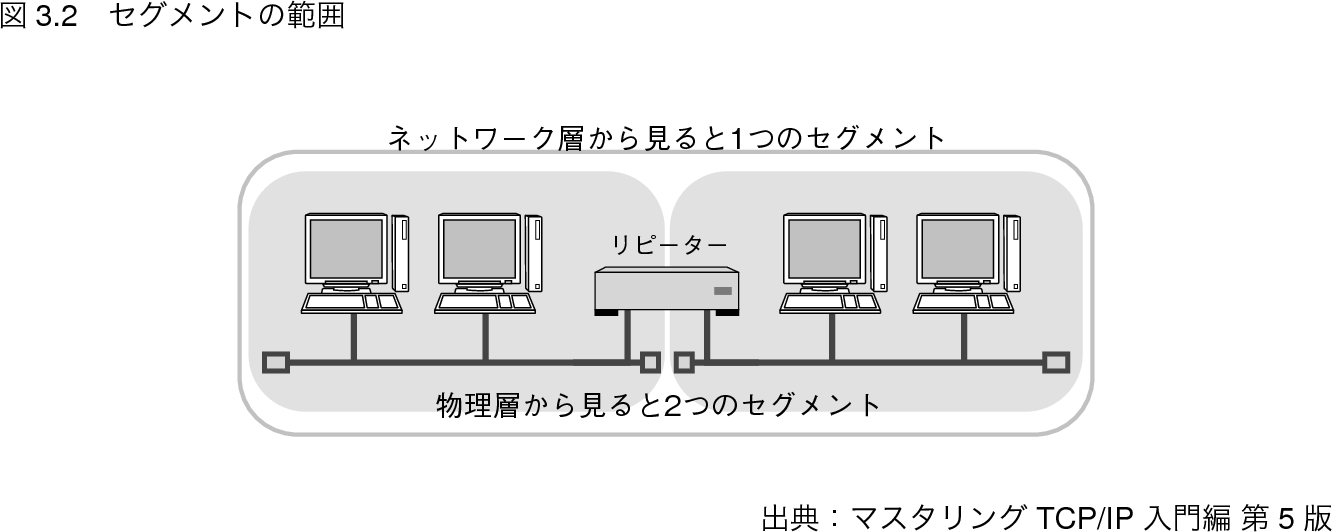 図 3.2　セグメントの範囲
ネットワーク層から見ると1つのセグメント
リピーター
物理層から見ると2つのセグメント
出典：マスタリング TCP/IP 入門編 第 5 版